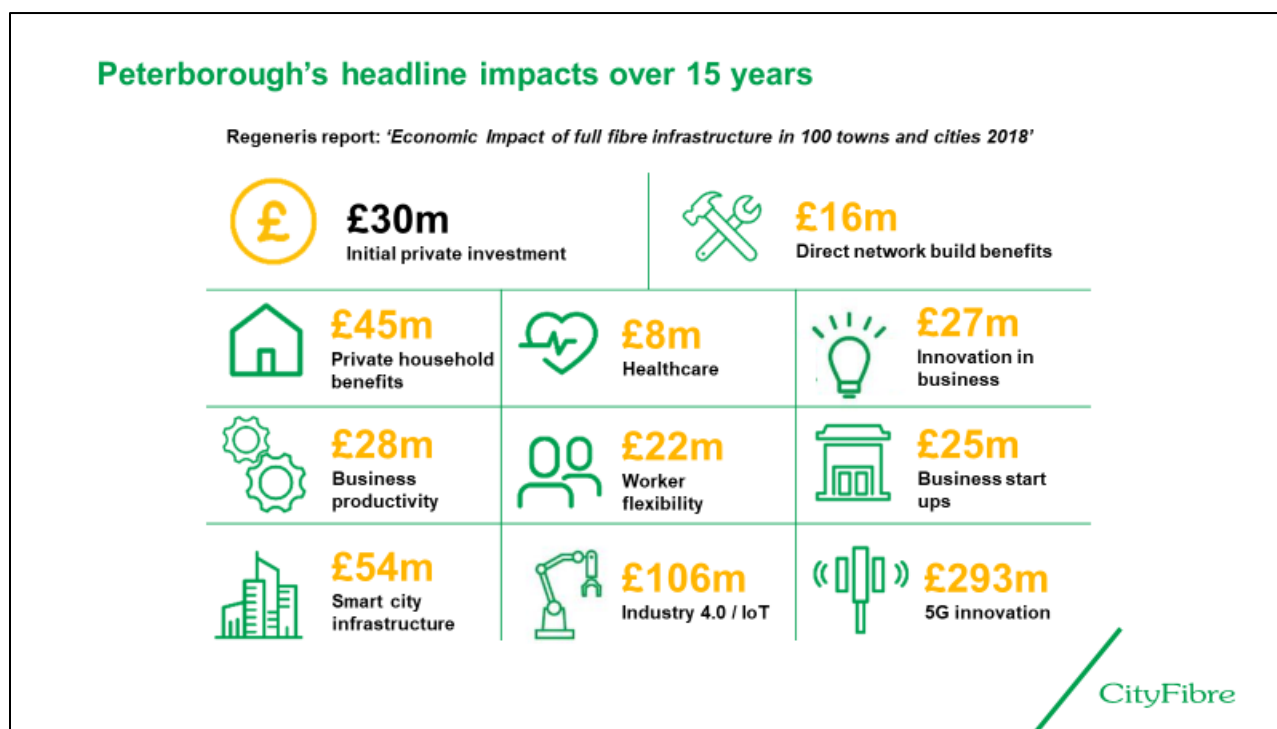 Peterborough's headline impacts over 15 years
Regeneris report: ‘Economic Impact of full fibre infrastructure in 100 towns and cities 2018’
£
£30m
Initial private investment
£16m
Direct network build benefits
£45m
Private household
benefits
£8m
Healthcare
£27m
Innovation in
business
£28m
Business
productivity
£22m
Worker
flexibility
£25m
Business start
ups
£54m
Smart city
infrastructure
£106m
Industry 4.0 / IoT
£293m
5G innovation
CityFibre